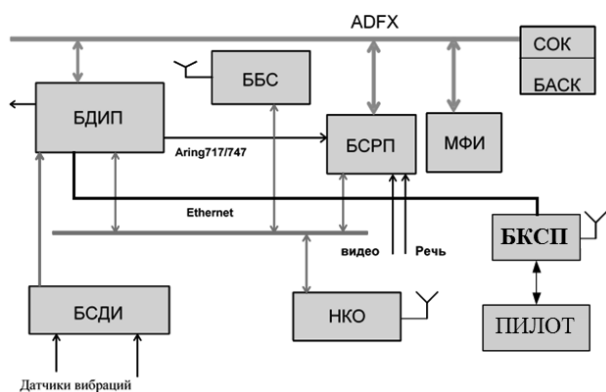 ADFX
СОК
БАСК
ББС
БДИП
БСРП
МФИ
Aring717/747
Ethernet
видео
Речь
БКСП
БСДИ
НКО
ПИЛОТ
Датчики вибраций